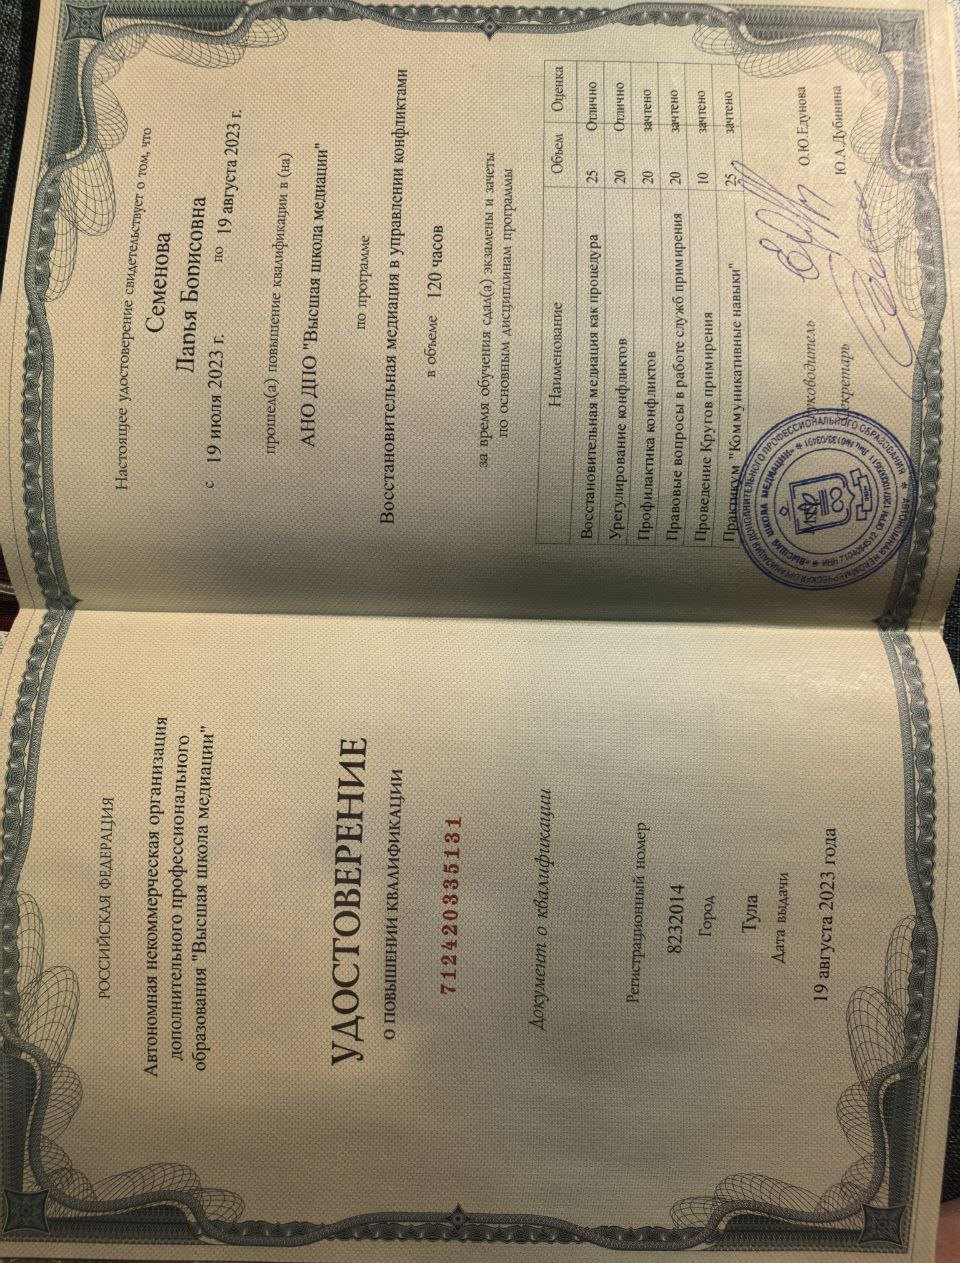 РОССИЙСКАЯ ФЕДЕРАЦИЯ
Автономная некоммерческая организация
дополнительного профессионального
образования "Высшая школа медиации"
УДОСТОВЕРЕНИЕ
О ПОВЫШЕНИИ КВАЛИФИКАЦИИ
712420335131
Документ о квалификации
Регистрационный номер
8232014
Город
Тула
Дата выдачи
19 августа 2023 года
Настоящее удостоверение свидетельствует о том, что
Семенова
Дарья Борисовна
с 19 июля 2023 г. по 19 августа 2023 г.
прошел(а) повышение квалификации в (на)
АНО ДПО "Высшая школа медиации"
по программе
Восстановительная медиация в управлении конфликтами
в объеме 120 часов
за время обучения сдал(а) экзамены и зачеты
по основным дисциплинам программы
Наименование Объем Оценка
Восстановительная медиация как процедура 25 Отлично
Урегулирование конфликтов 20 Отлично
Профилактика конфликтов 20 зачтено
Правовые вопросы в работе служб примирения 20 зачтено
Проведение Кругов примирения 10 зачтено
Практикум "Коммуникативные навыки" 25 зачтено
Руководитель О.Ю.Едунова
Секретарь Ю.А.Дубинина
«ВЫСШАЯ ШКОЛА МЕДИАЦИИ»